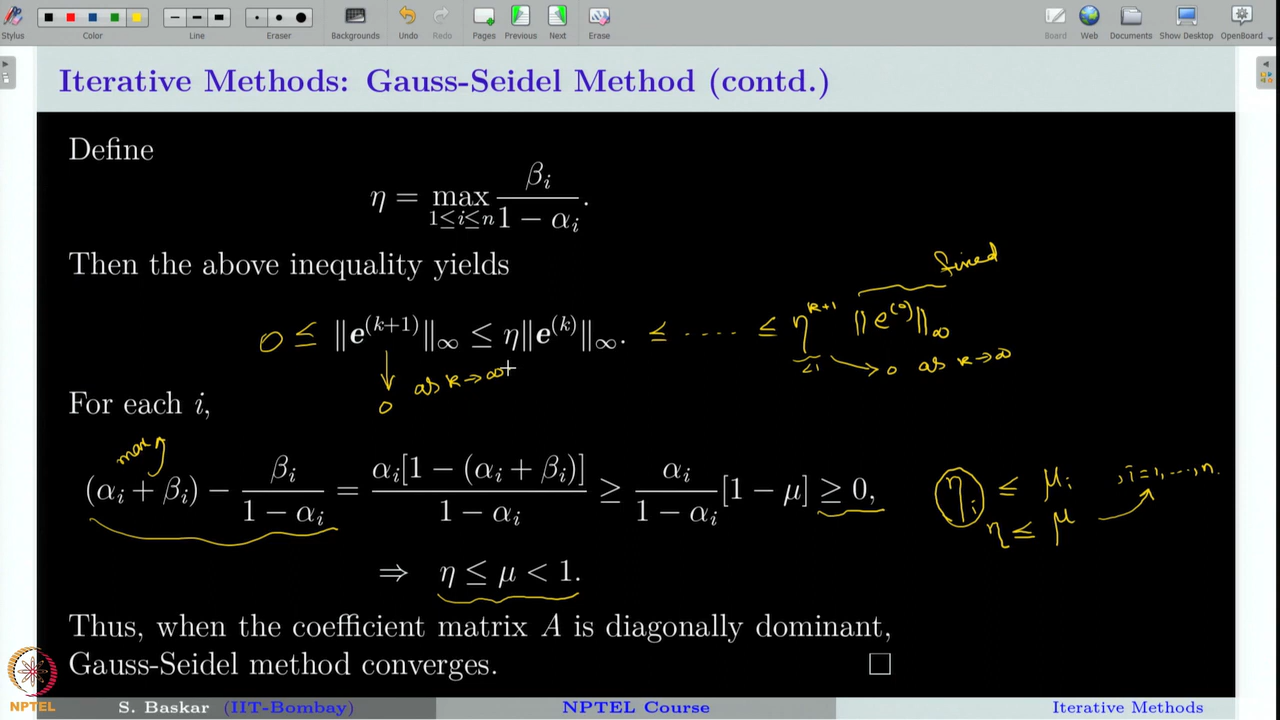 Stylus Color Line Eraser Backgrounds Undo Redo Pages Previous Next Erase Board Web Documents Show Desktop OpenBoard
Iterative Methods: Gauss-Seidel Method (contd.)
Define
η = max_{1≤i≤n} β_i / (1 − α_i).
Then the above inequality yields
fixed
0 ≤ ‖e^(k+1)‖_∞ ≤ η‖e^(k)‖_∞. ≤ ..... ≤ η^{k+1} ‖e^(0)‖_∞
<1 → 0 as k→∞
↓ as k→∞
0
For each i,
max
(α_i + β_i) − β_i / (1 − α_i) = α_i[1 − (α_i + β_i)] / (1 − α_i) ≥ α_i / (1 − α_i) [1 − μ] ≥ 0,
η_i ≤ μ_i , i=1,...,n.
η ≤ μ
⇒ η ≤ μ < 1.
Thus, when the coefficient matrix A is diagonally dominant,
Gauss-Seidel method converges. □
NPTEL
S. Baskar (IIT-Bombay) NPTEL Course Iterative Methods